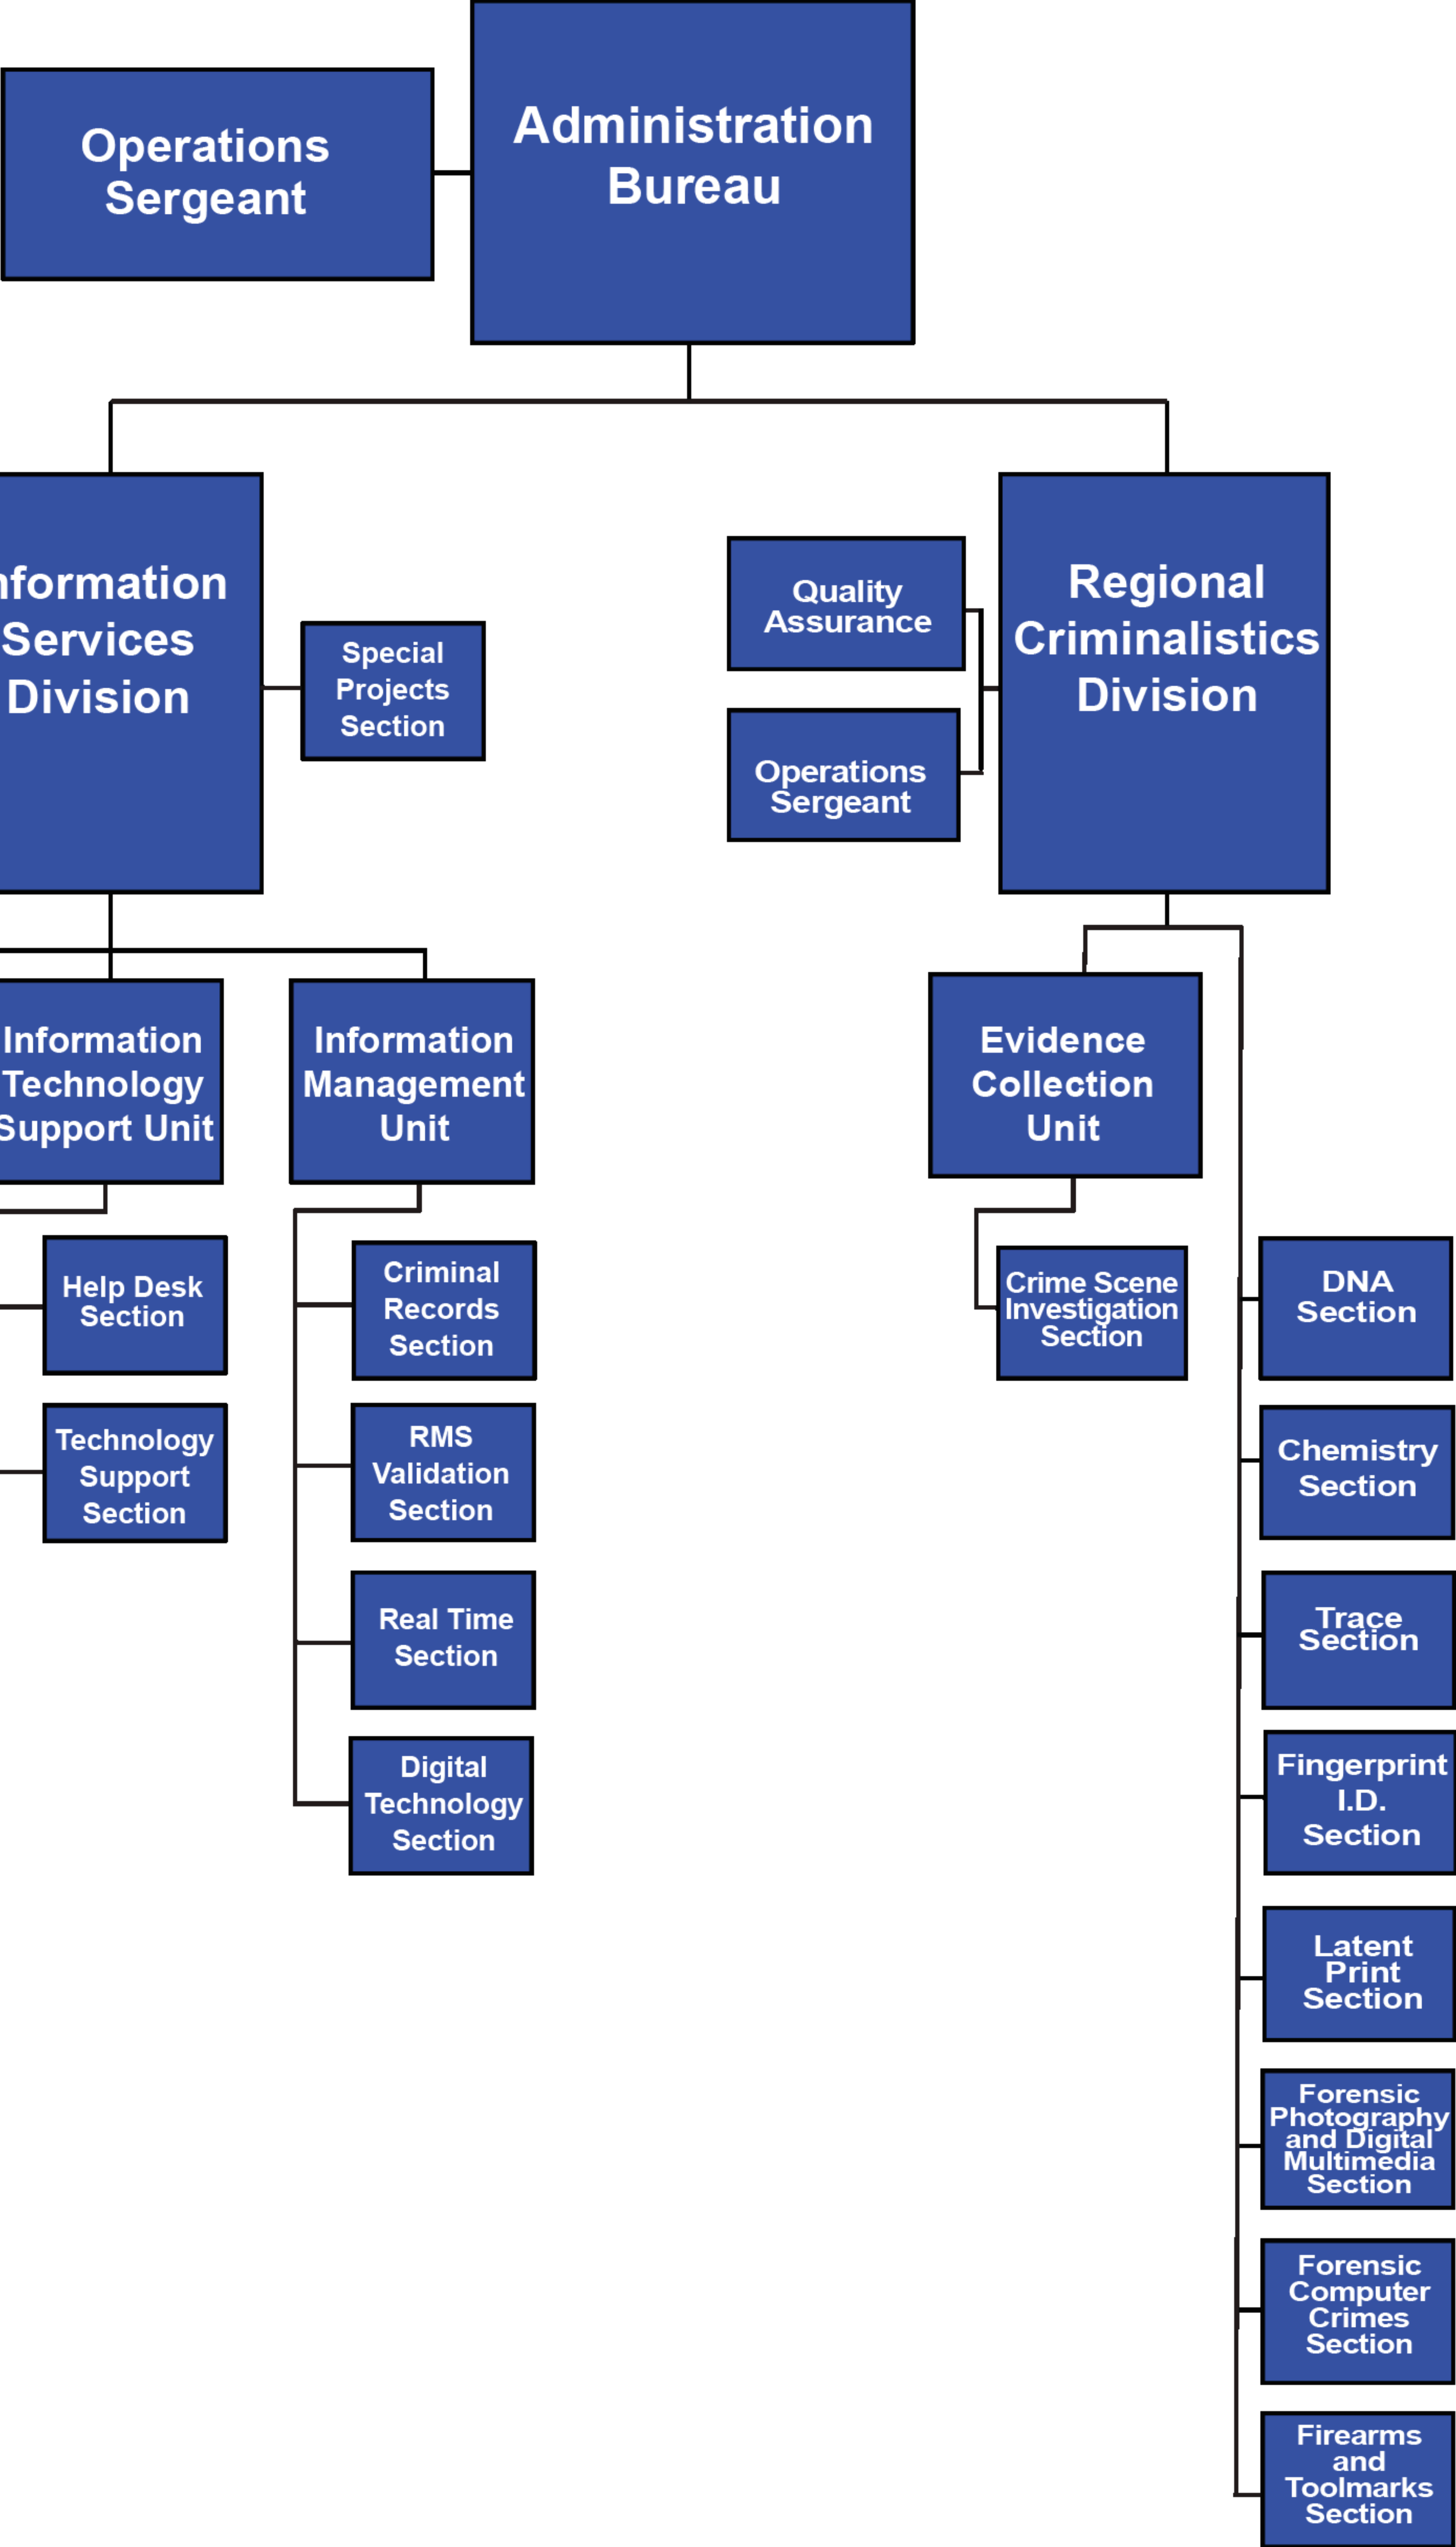 Operations
Sergeant
Administration
Bureau
nformation
Services
Division
Special
Projects
Section
Quality
Assurance
Operations
Sergeant
Regional
Criminalistics
Division
Information
Technology
Support Unit
Information
Management
Unit
Evidence
Collection
Unit
Help Desk
Section
Technology
Support
Section
Criminal
Records
Section
RMS
Validation
Section
Real Time
Section
Digital
Technology
Section
Crime Scene
Investigation
Section
DNA
Section
Chemistry
Section
Trace
Section
Fingerprint
I.D.
Section
Latent
Print
Section
Forensic
Photography
and Digital
Multimedia
Section
Forensic
Computer
Crimes
Section
Firearms
and
Toolmarks
Section